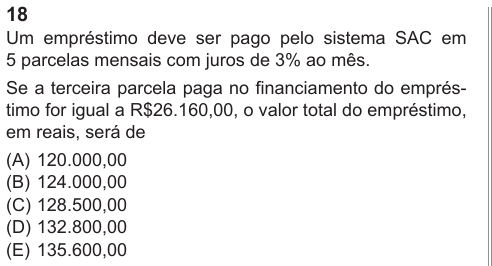 18
Um empréstimo deve ser pago pelo sistema SAC em
5 parcelas mensais com juros de 3% ao mês.
Se a terceira parcela paga no financiamento do emprés-
timo for igual a R$26.160,00, o valor total do empréstimo,
em reais, será de
(A) 120.000,00
(B) 124.000,00
(C) 128.500,00
(D) 132.800,00
(E) 135.600,00